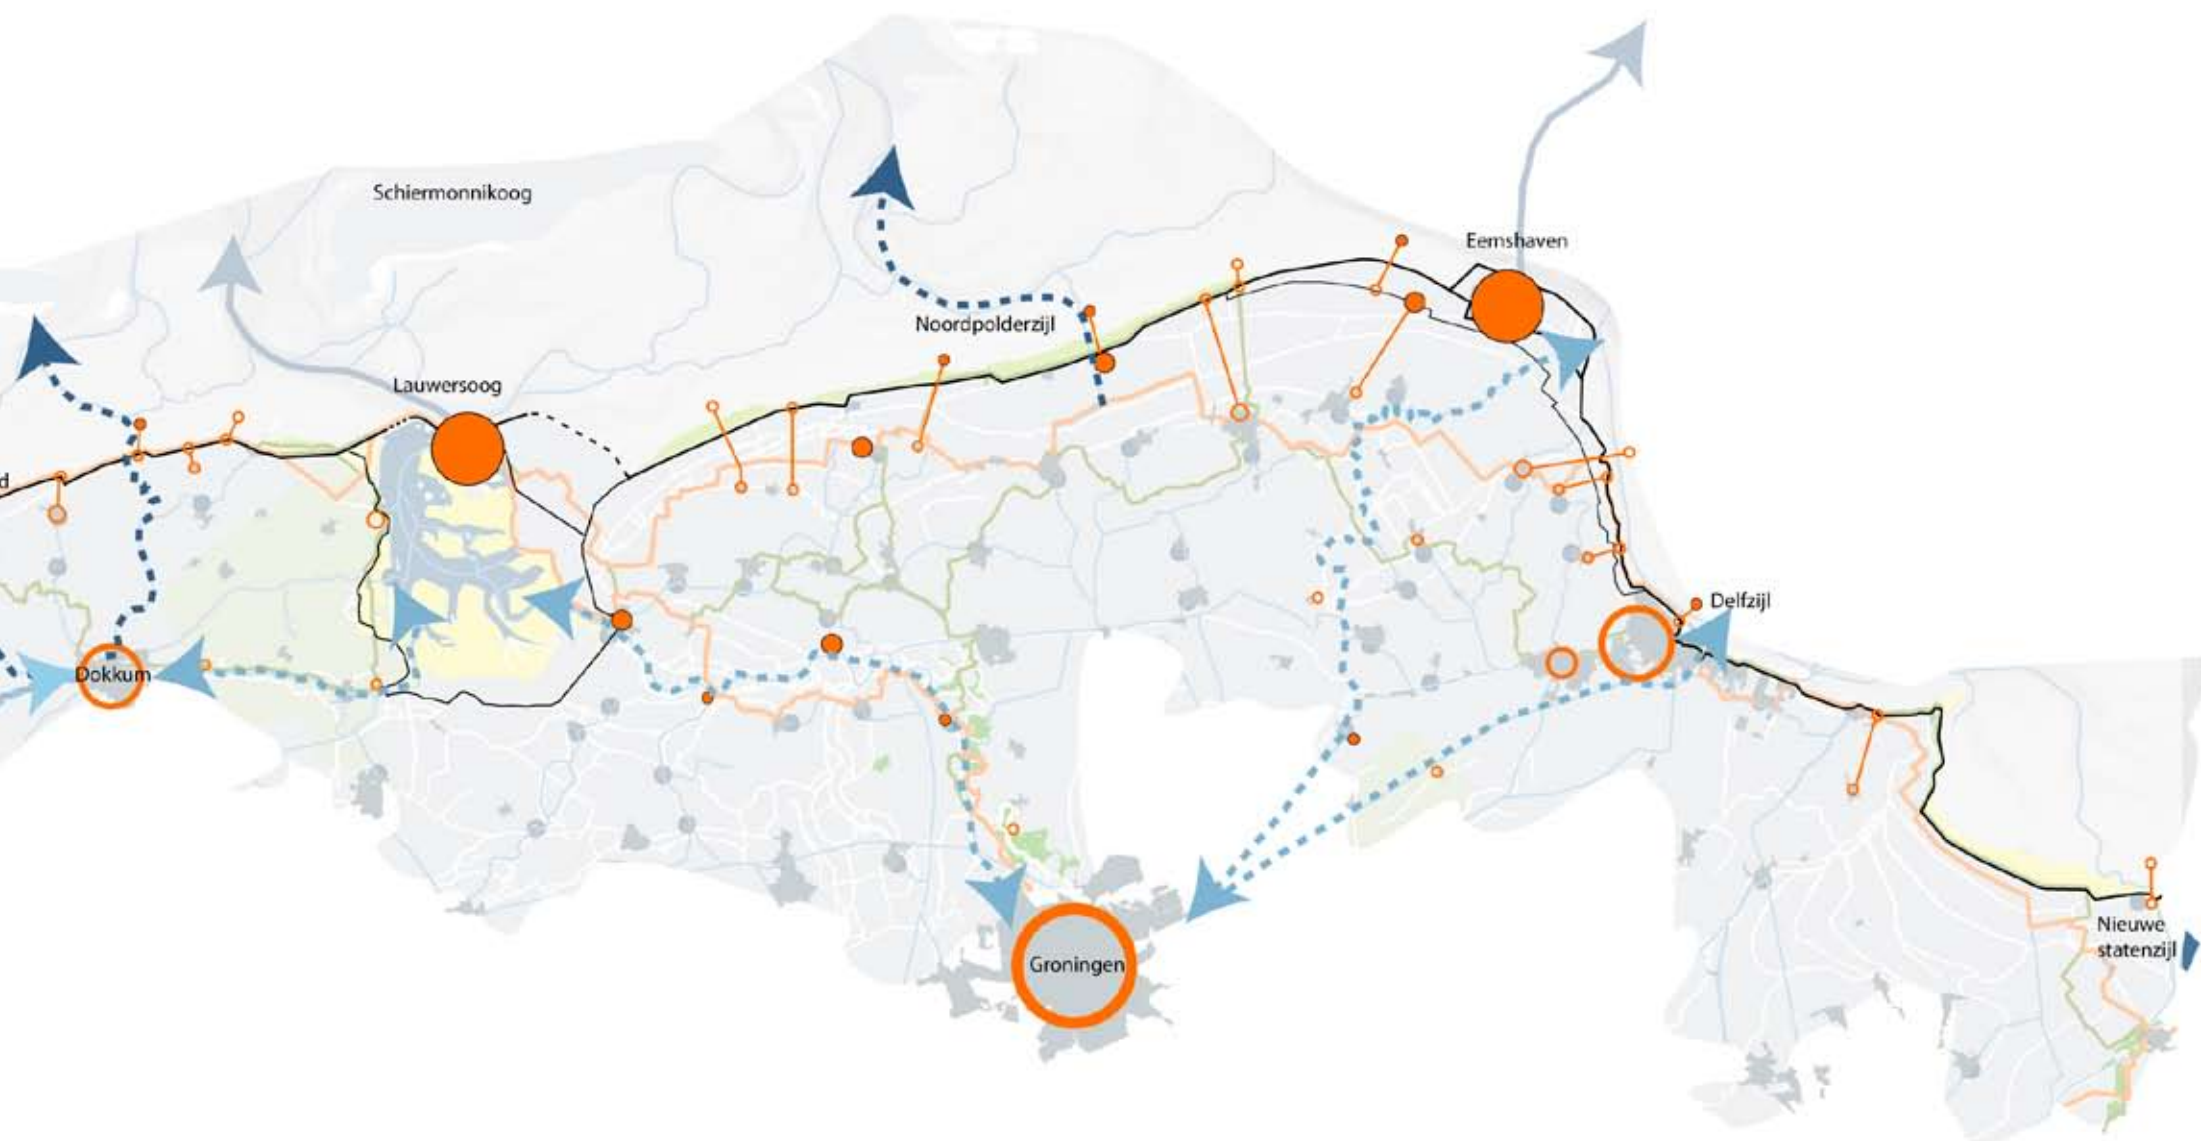 Schiermonnikoog
Eemshaven
Noordpolderzijl
Lauwersoog
d
Delfzijl
Dokkum
Nieuwe
statenzijl
Groningen